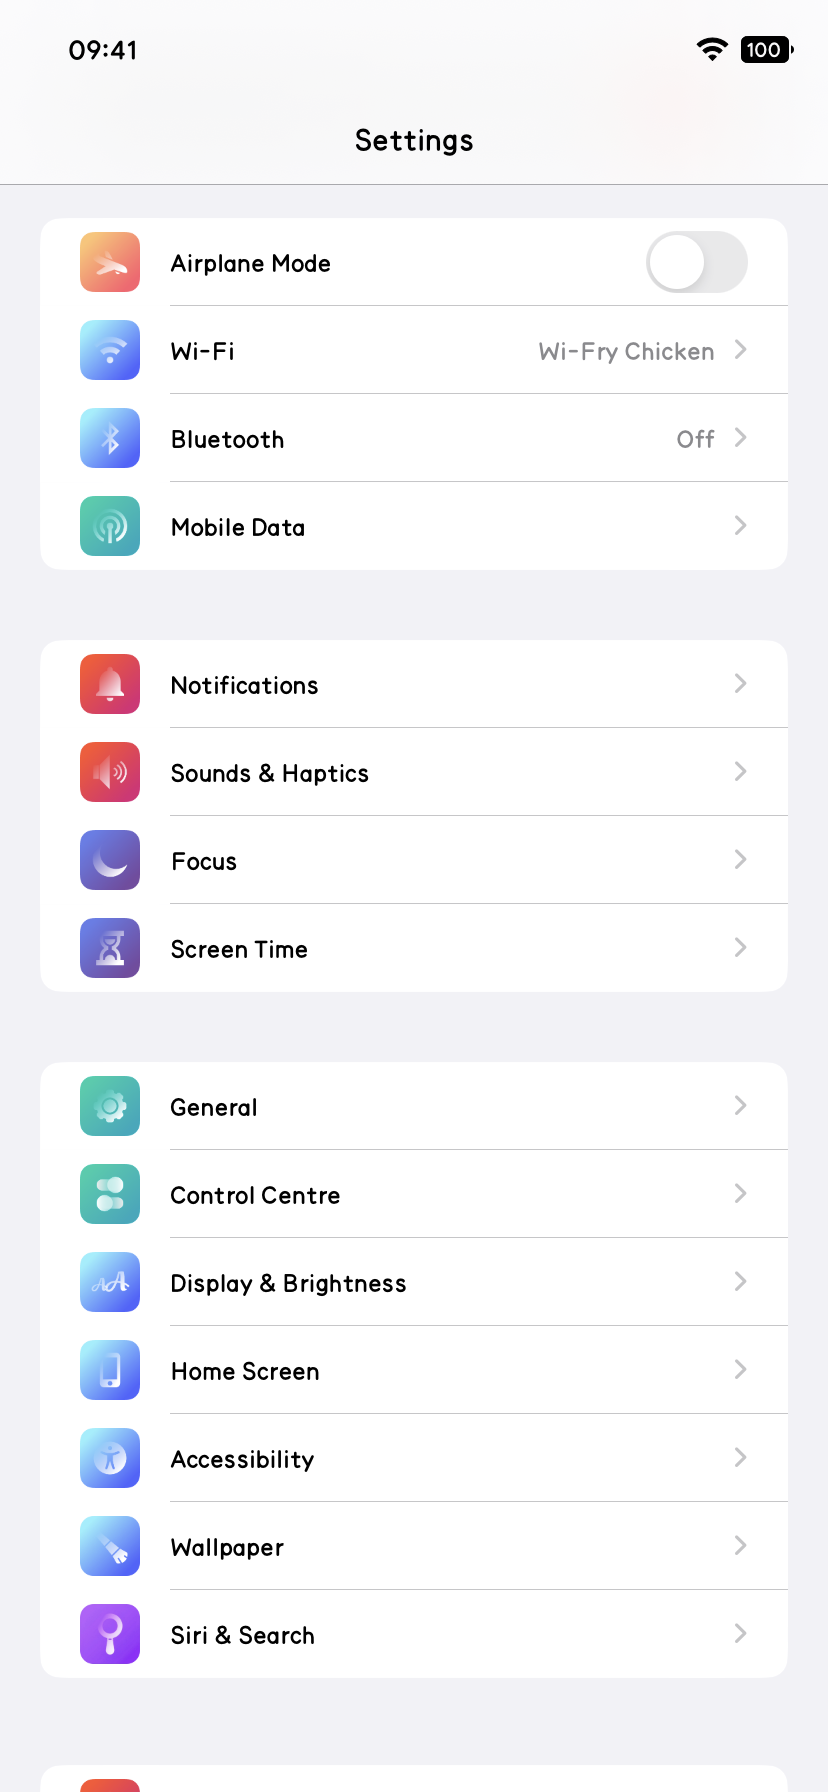 09:41
100
Settings
Airplane Mode
Wi-Fi
Wi-Fry Chicken
Bluetooth
Off
Mobile Data
Notifications
Sounds & Haptics
Focus
Screen Time
General
Control Centre
AA
Display & Brightness
Home Screen
Accessibility
Wallpaper
Siri & Search